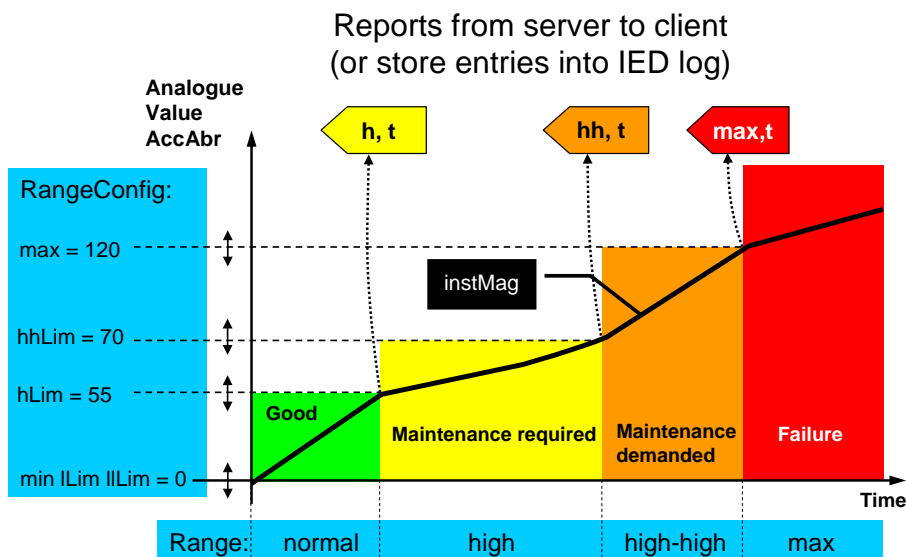 Reports from server to client
(or store entries into IED log)
Analogue
Value
AccAbr
h, t
hh, t
max,t
RangeConfig:
max = 120
instMag
hhLim = 70
hLim = 55
Good
Maintenance required
Maintenance
demanded
Failure
min lLim llLim = 0
Time
Range: normal high high-high max